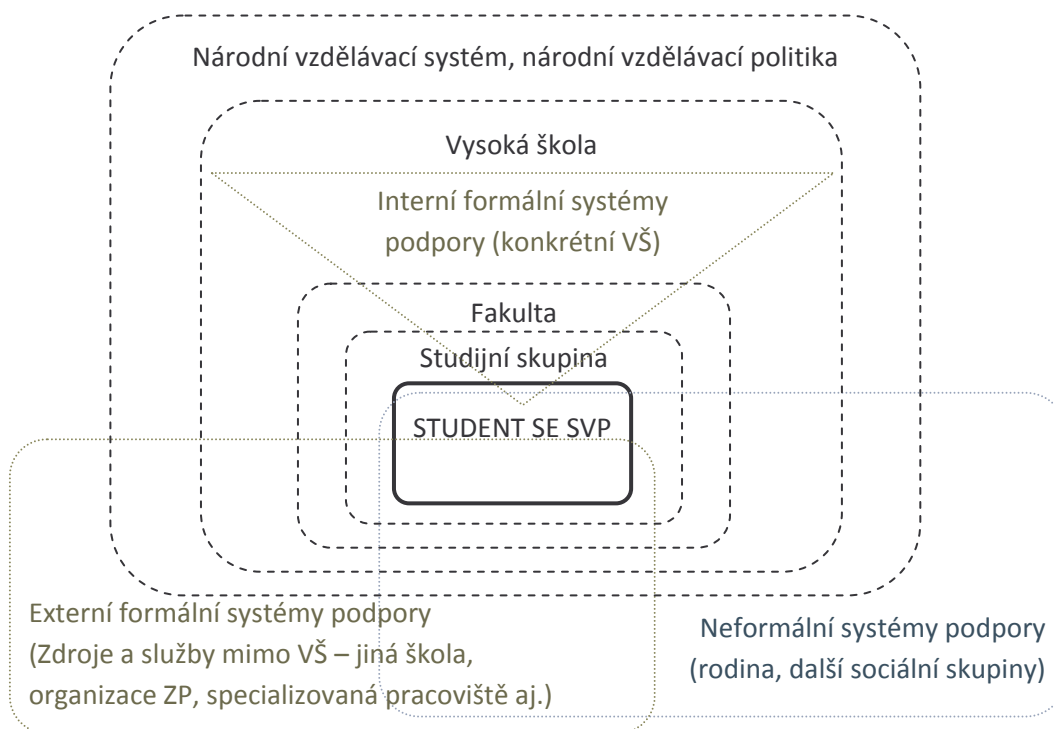 Národní vzdělávací systém, národní vzdělávací politika
Vysoká škola
Interní formální systémy
podpory (konkrétní VŠ)
Fakulta
Studijní skupina
STUDENT SE SVP
Externí formální systémy podpory
(Zdroje a služby mimo VŠ – jiná škola,
organizace ZP, specializovaná pracoviště aj.)
Neformální systémy podpory
(rodina, další sociální skupiny)